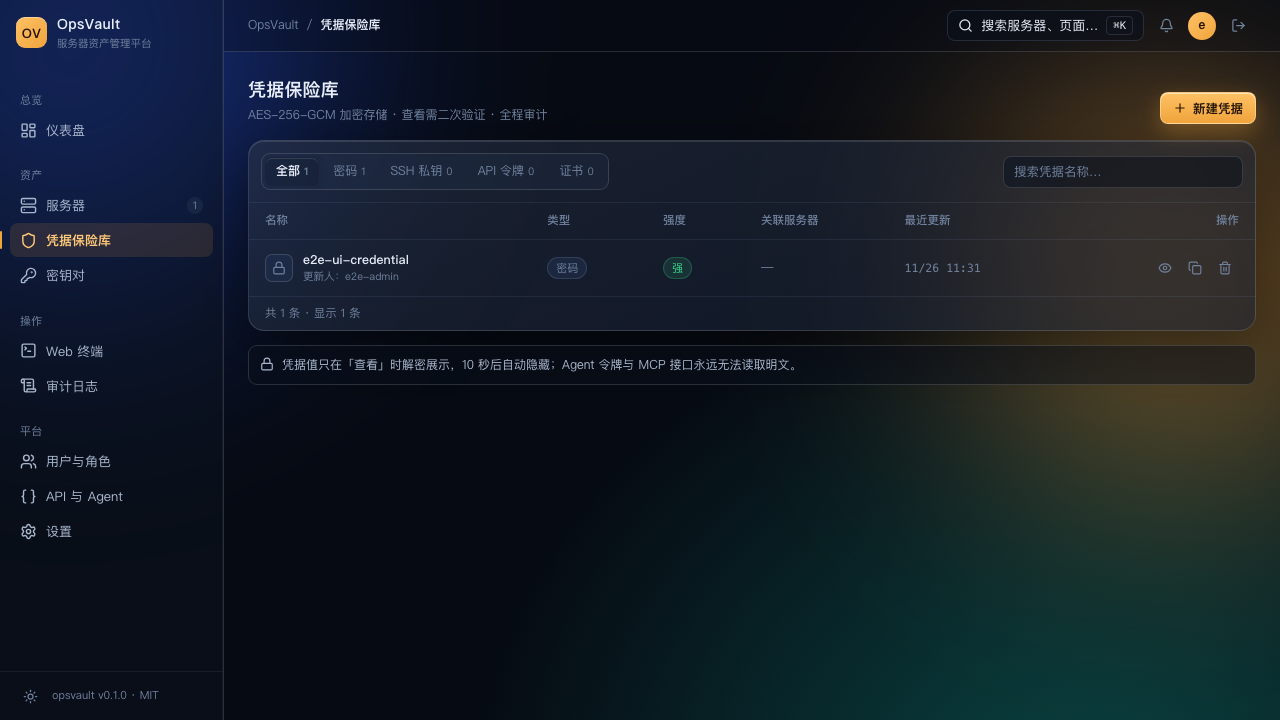 OV
OpsVault
服务器资产管理平台
总览
仪表盘
资产
服务器 1
凭据保险库
密钥对
操作
Web 终端
审计日志
平台
用户与角色
API 与 Agent
设置
opsvault v0.1.0 · MIT
OpsVault / 凭据保险库
搜索服务器、页面… ⌘K
e
凭据保险库
AES-256-GCM 加密存储 · 查看需二次验证 · 全程审计
+ 新建凭据
全部 1 密码 1 SSH 私钥 0 API 令牌 0 证书 0
搜索凭据名称…
名称 类型 强度 关联服务器 最近更新 操作
e2e-ui-credential
更新人：e2e-admin
密码 强 — 11/26 11:31
共 1 条 · 显示 1 条
凭据值只在「查看」时解密展示，10 秒后自动隐藏；Agent 令牌与 MCP 接口永远无法读取明文。